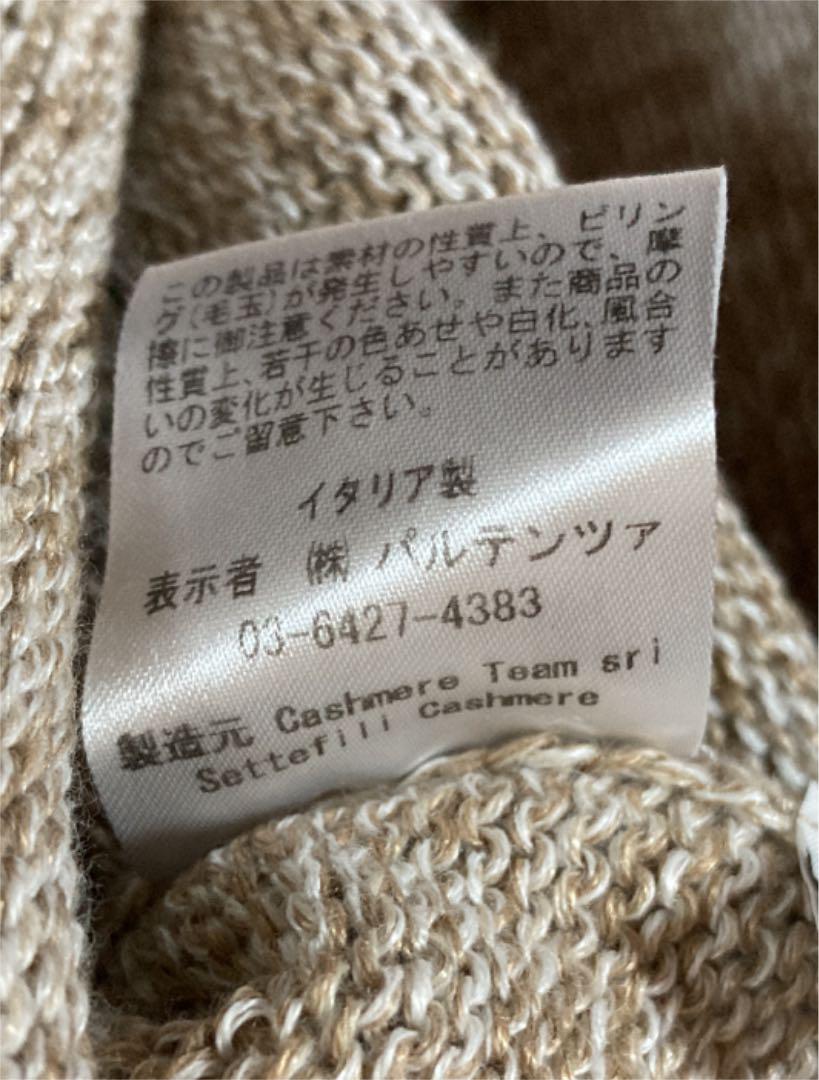 この製品は素材の性質上、ピリン
グ(毛玉)が発生しやすいので、摩
擦に御注意ください。また商品の
性質上、若干の色あせや白化、風合
いの変化が生じることがあります
のでご留意下さい。
イタリア製
表示者 ㈱ パルテンツァ
03-6427-4383
製造元 Cashmere Team srl
Settefili Cashmere